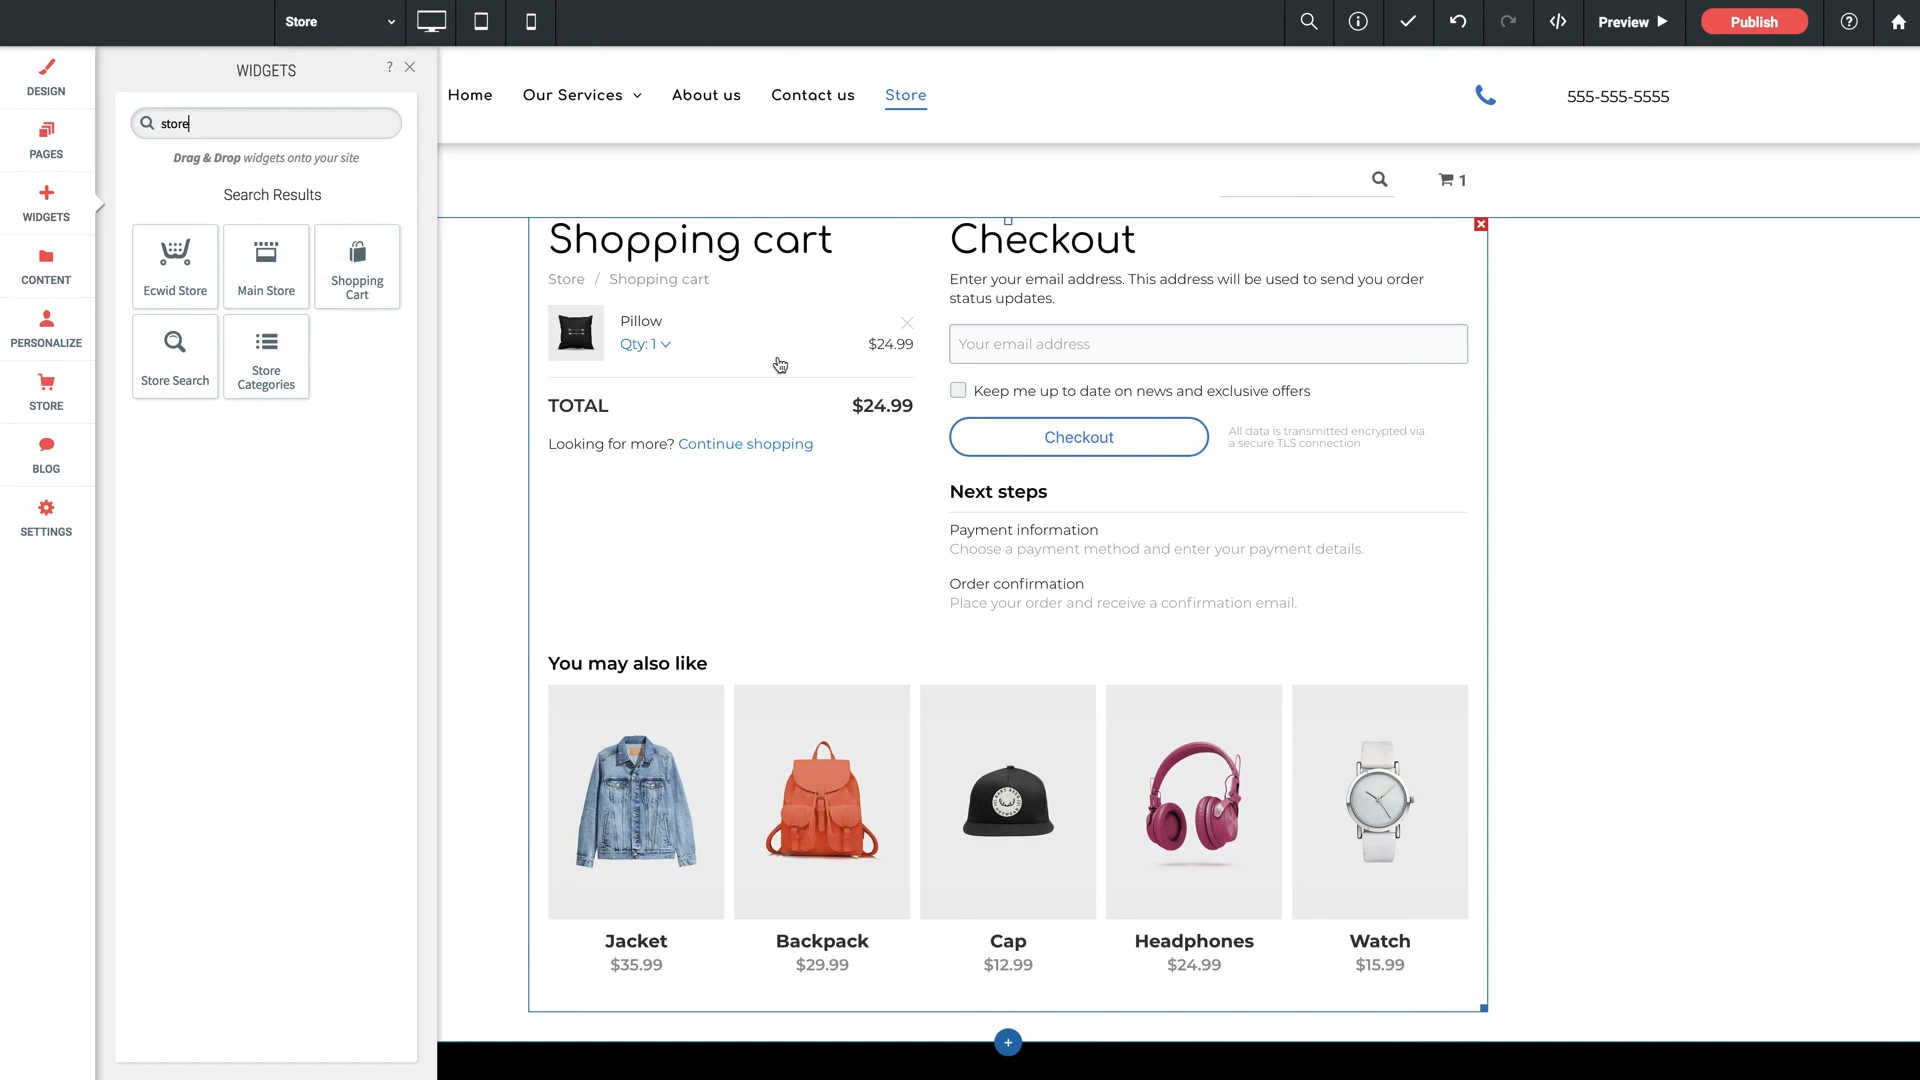 Store
Preview
Publish
DESIGN
PAGES
WIDGETS
CONTENT
PERSONALIZE
STORE
BLOG
SETTINGS
WIDGETS
?
store
Drag & Drop widgets onto your site
Search Results
Ecwid Store
Main Store
Shopping
Cart
Store Search
Store
Categories
Home
Our Services
About us
Contact us
Store
555-555-5555
1
Shopping cart
Store / Shopping cart
Pillow
Qty: 1
$24.99
TOTAL
$24.99
Looking for more? Continue shopping
Checkout
Enter your email address. This address will be used to send you order
status updates.
Your email address
Keep me up to date on news and exclusive offers
Checkout
All data is transmitted encrypted via
a secure TLS connection
Next steps
Payment information
Choose a payment method and enter your payment details.
Order confirmation
Place your order and receive a confirmation email.
You may also like
Jacket
$35.99
Backpack
$29.99
Cap
$12.99
Headphones
$24.99
Watch
$15.99